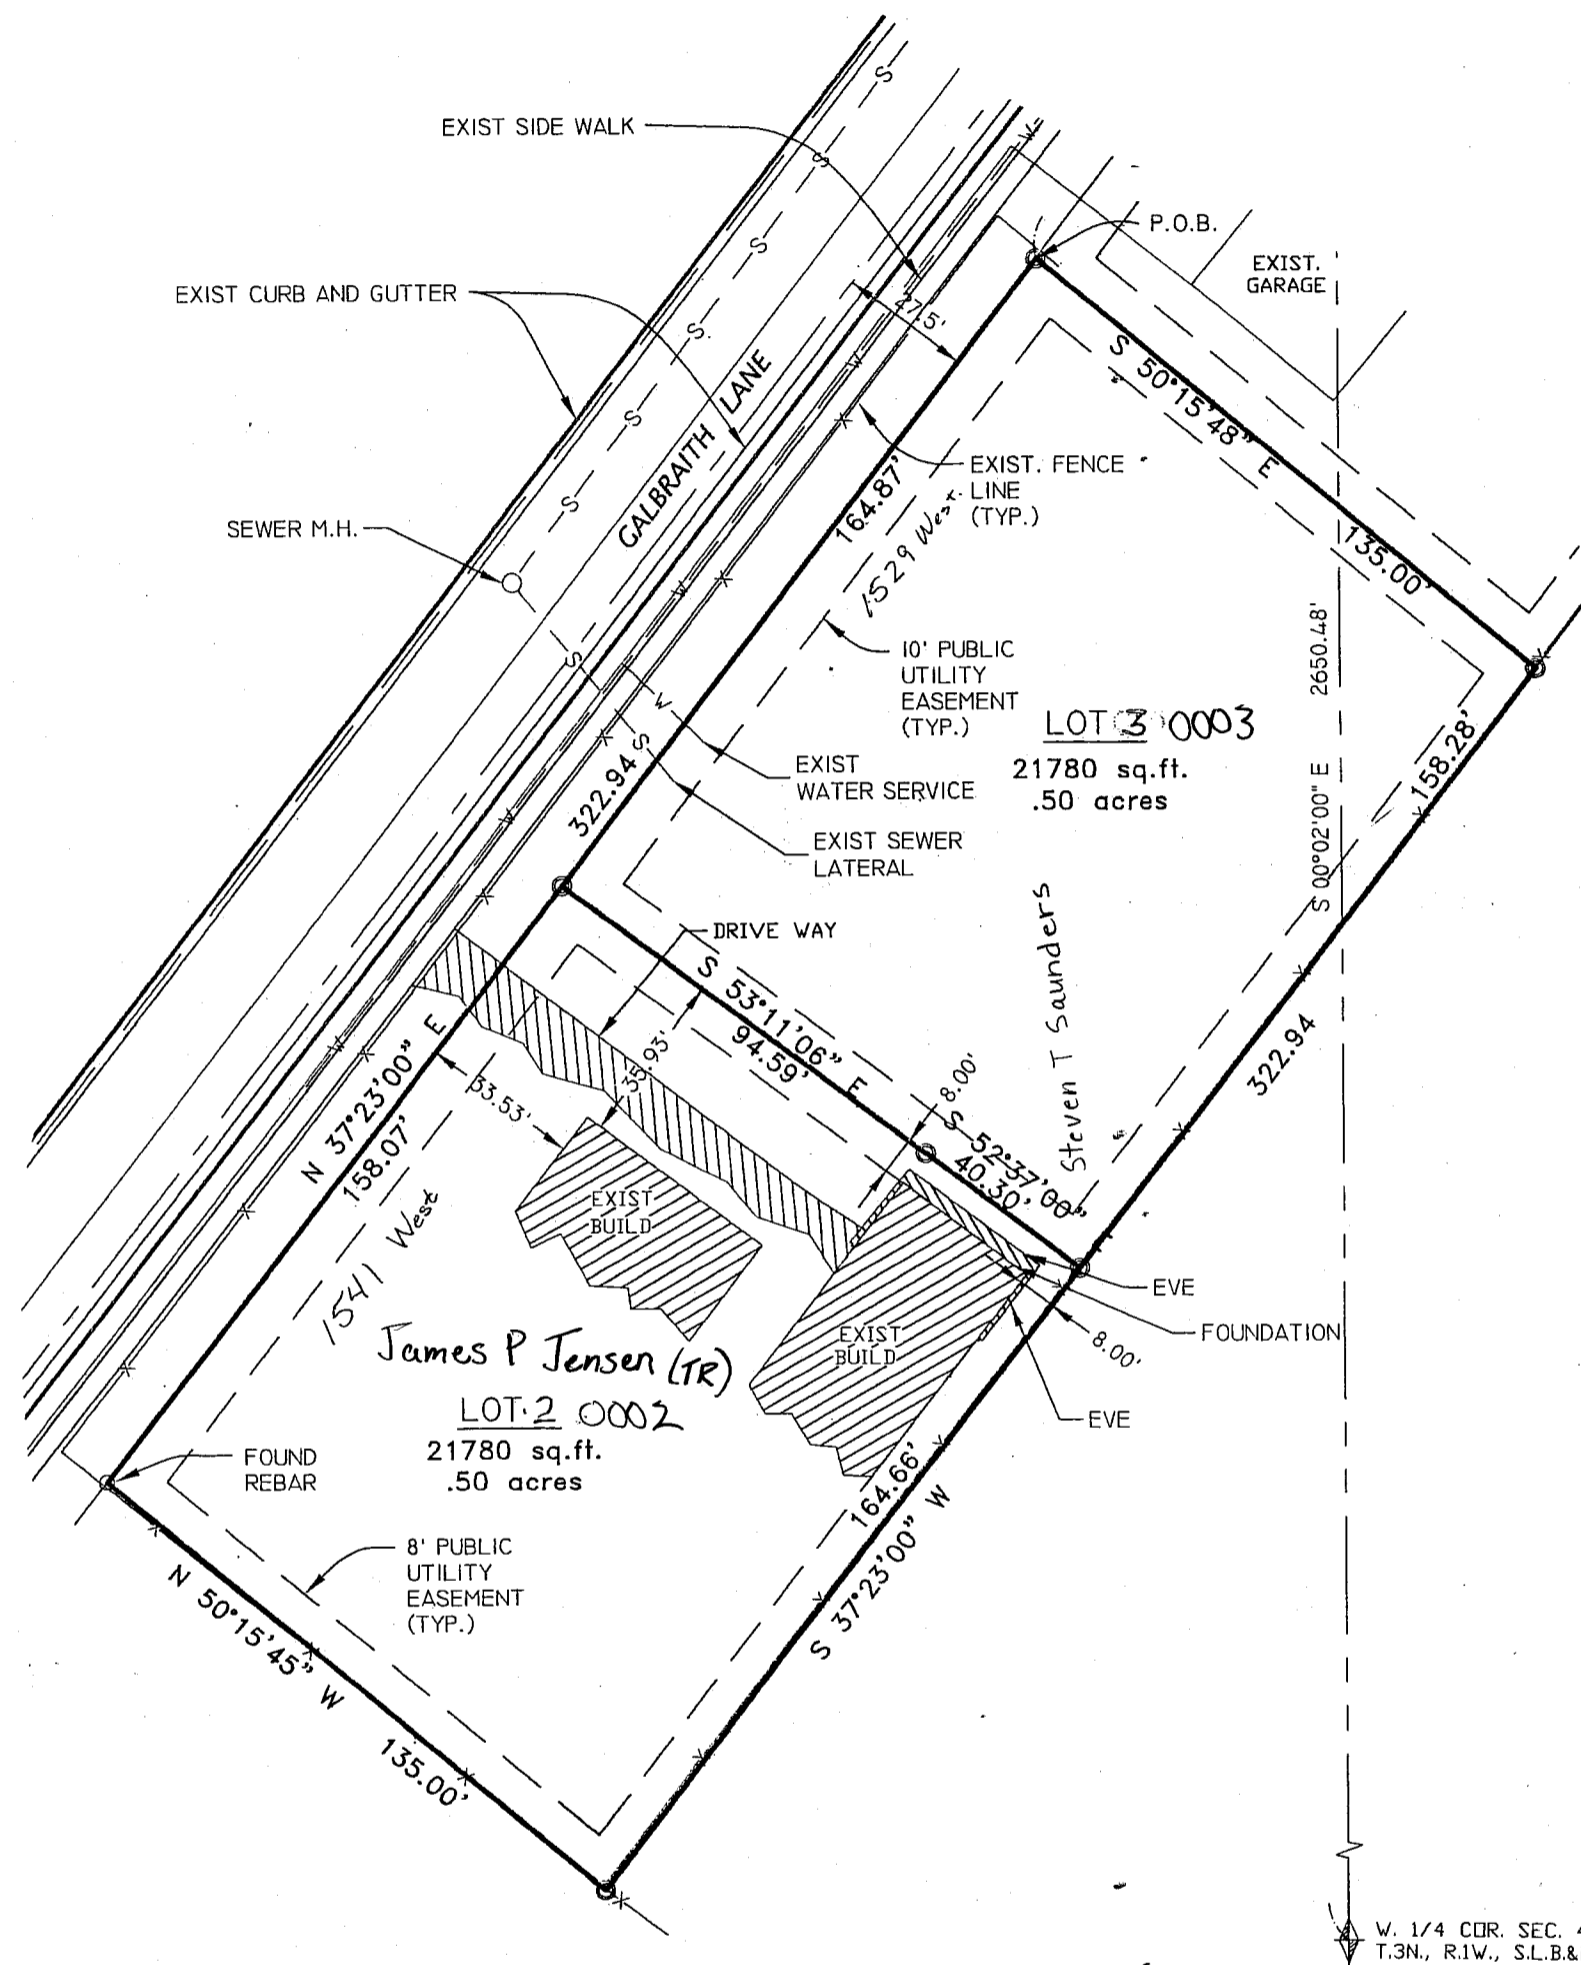 EXIST SIDE WALK
P.O.B.
EXIST.
GARAGE
EXIST CURB AND GUTTER
27.5'
S 50°15'48" E
135.00'
GALBRAITH LANE
164.87'
EXIST. FENCE
LINE
(TYP.)
1529 West
SEWER M.H.
10' PUBLIC
UTILITY
EASEMENT
(TYP.)
2650.48'
S 00°02'00" E
LOT 3 0003
21780 sq.ft.
.50 acres
158.28'
322.94
EXIST
WATER SERVICE
322.94
EXIST SEWER
LATERAL
Steven T Saunders
DRIVE WAY
S 53°11'06" E
94.59'
35.93'
33.53'
8.00'
S 52°37'00"
40.30'
N 37°23'00" E
158.07'
1541 West
EXIST
BUILD
EXIST
BUILD
EVE
FOUNDATION
8.00'
EVE
James P Jensen (TR)
LOT 2 0002
21780 sq.ft.
.50 acres
FOUND
REBAR
164.66'
S 37°23'00" W
8' PUBLIC
UTILITY
EASEMENT
(TYP.)
N 50°15'45" W
135.00'
S S S S S S S S S
W W W W W W
W. 1/4 COR. SEC.
T.3N., R.1W., S.L.B.&